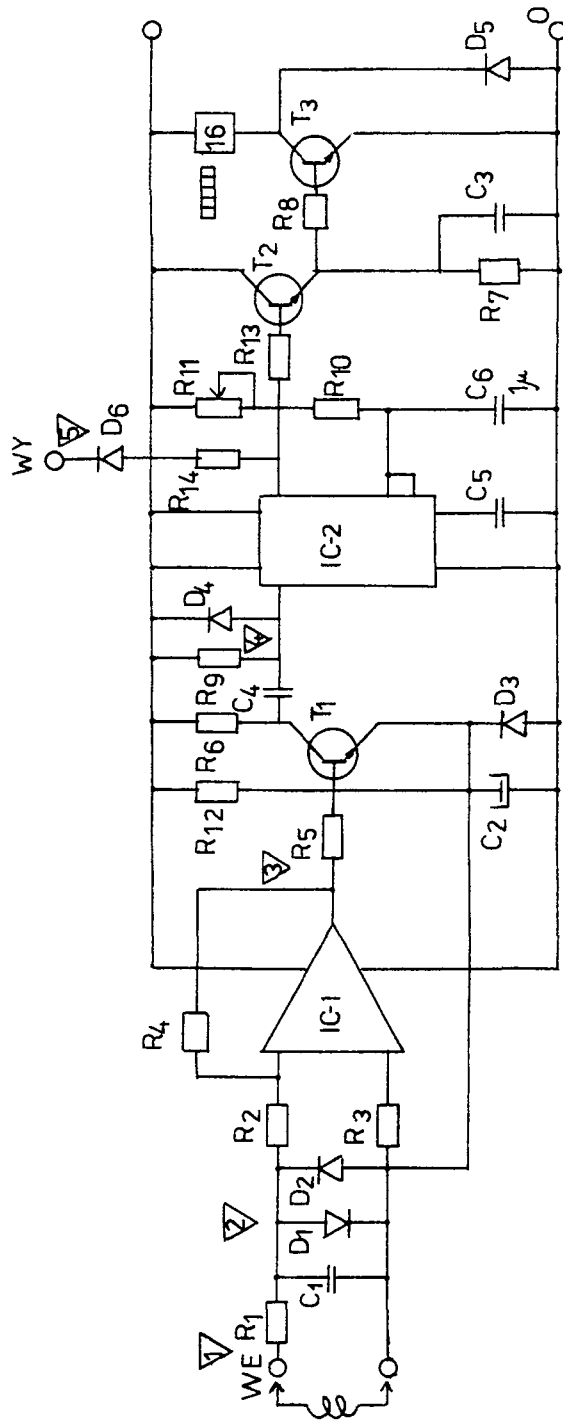 WE
1
R1
C1
2
D1
D2
R2
R3
R4
IC-1
3
R5
R12
R6
C2
T1
D3
C4
R9
4
D4
IC-2
C5
R14
WY
5
D6
R11
R10
C6
1μ
R13
T2
R7
C3
R8
16
T3
D5
O